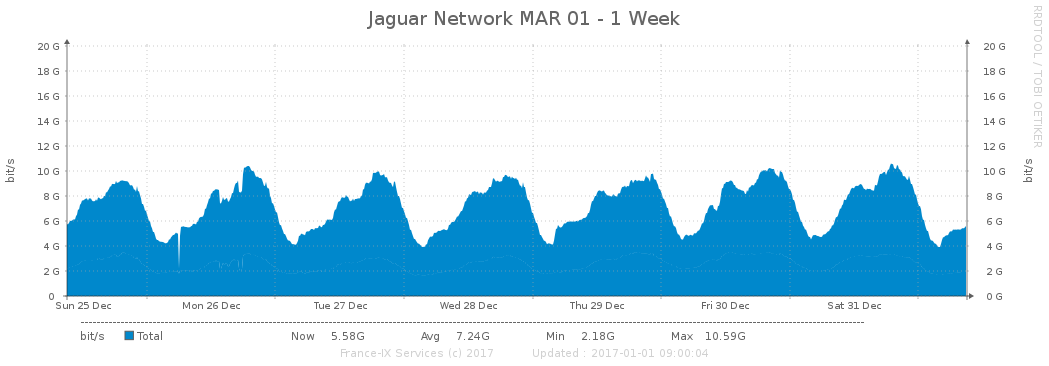 Jaguar Network MAR 01 - 1 Week
RRDTOOL / TOBI OETIKER
bit/s
bit/s
20 G 20 G
18 G 18 G
16 G 16 G
14 G 14 G
12 G 12 G
10 G 10 G
8 G 8 G
6 G 6 G
4 G 4 G
2 G 2 G
0 0 G
Sun 25 Dec Mon 26 Dec Tue 27 Dec Wed 28 Dec Thu 29 Dec Fri 30 Dec Sat 31 Dec
bit/s Total Now 5.58G Avg 7.24G Min 2.18G Max 10.59G
France-IX Services (c) 2017 Updated : 2017-01-01 09:00:04